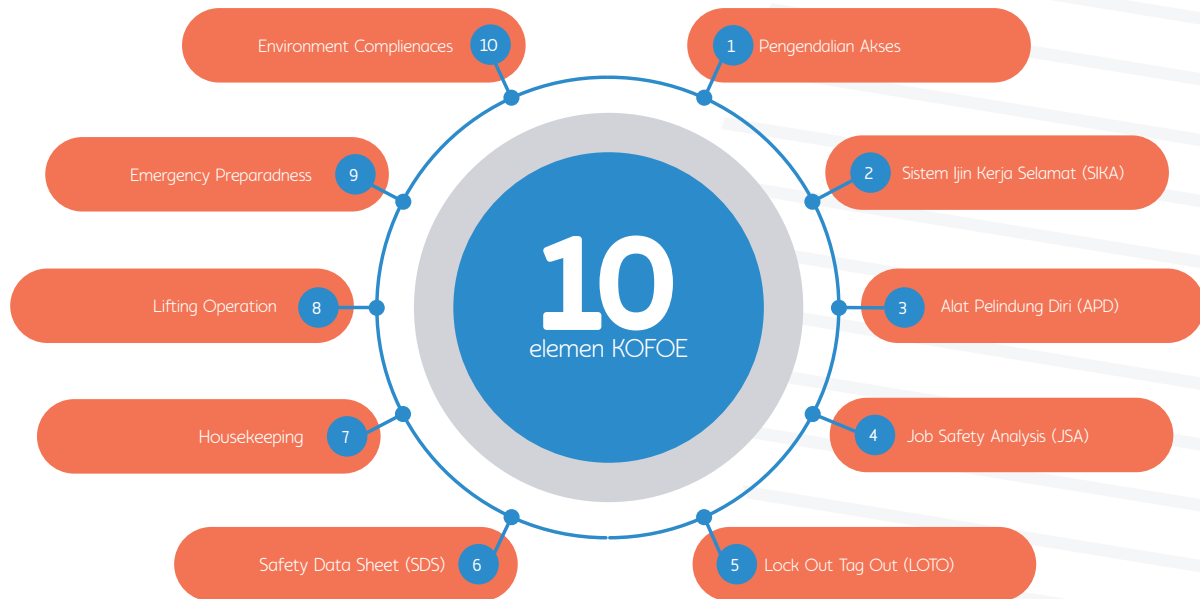 10
elemen KOFOE
1 Pengendalian Akses
2 Sistem Ijin Kerja Selamat (SIKA)
3 Alat Pelindung Diri (APD)
4 Job Safety Analysis (JSA)
5 Lock Out Tag Out (LOTO)
Safety Data Sheet (SDS) 6
Housekeeping 7
Lifting Operation 8
Emergency Preparadness 9
Environment Complienaces 10